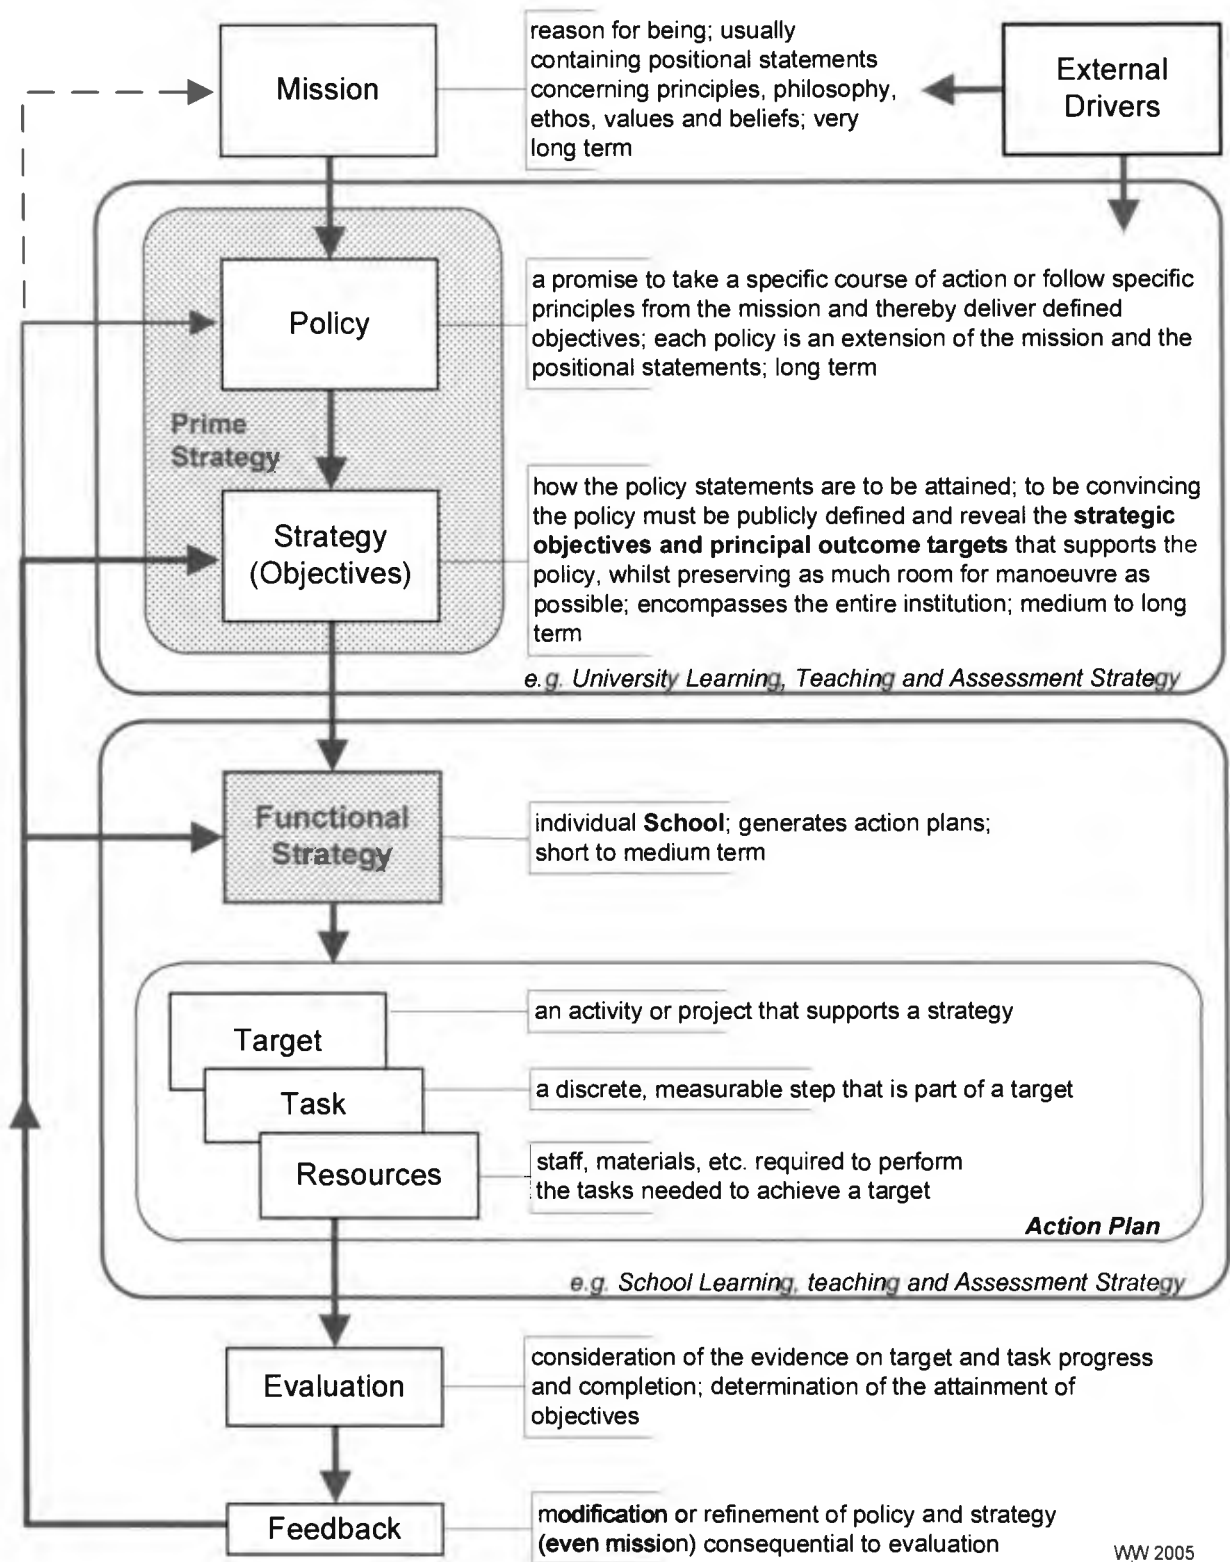 Mission
reason for being; usually
containing positional statements
concerning principles, philosophy,
ethos, values and beliefs; very
long term
External
Drivers
Policy
a promise to take a specific course of action or follow specific
principles from the mission and thereby deliver defined
objectives; each policy is an extension of the mission and the
positional statements; long term
Prime
Strategy
Strategy
(Objectives)
how the policy statements are to be attained; to be convincing
the policy must be publicly defined and reveal the strategic
objectives and principal outcome targets that supports the
policy, whilst preserving as much room for manoeuvre as
possible; encompasses the entire institution; medium to long
term
e.g. University Learning, Teaching and Assessment Strategy
Functional
Strategy
individual School; generates action plans;
short to medium term
Target
an activity or project that supports a strategy
Task
a discrete, measurable step that is part of a target
Resources
staff, materials, etc. required to perform
the tasks needed to achieve a target
Action Plan
e.g. School Learning, teaching and Assessment Strategy
Evaluation
consideration of the evidence on target and task progress
and completion; determination of the attainment of
objectives
Feedback
modification or refinement of policy and strategy
(even mission) consequential to evaluation
WW 2005